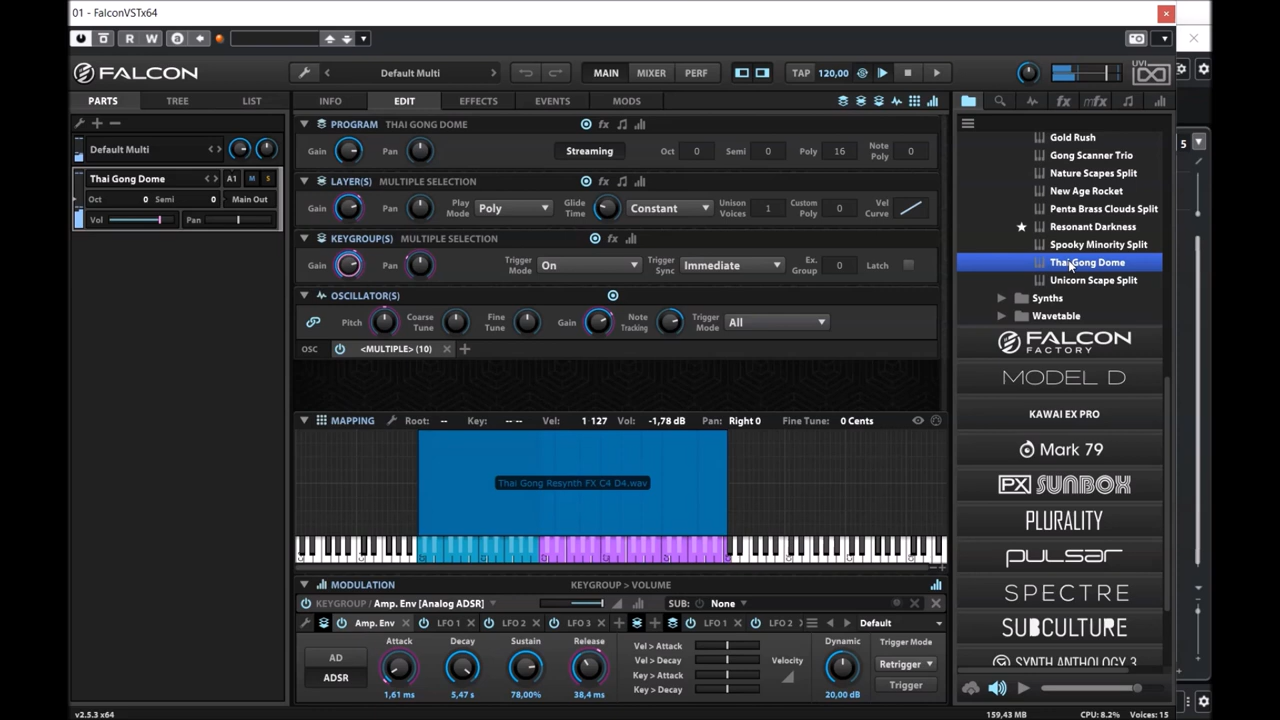 01 - FalconVSTx64
R W a
FALCON
Default Multi
MAIN MIXER PERF
TAP 120,00
UVI
PARTS TREE LIST
INFO EDIT EFFECTS EVENTS MODS
Default Multi
Thai Gong Dome A1 M S
Oct 0 Semi 0 Main Out
Vol Pan
PROGRAM THAI GONG DOME
Gain Pan Streaming Oct 0 Semi 0 Poly 16 Note Poly 0
LAYER(S) MULTIPLE SELECTION
Gain Pan Play Mode Poly Glide Time Constant Unison Voices 1 Custom Poly 0 Vel Curve
KEYGROUP(S) MULTIPLE SELECTION
Gain Pan Trigger Mode On Trigger Sync Immediate Ex. Group 0 Latch
OSCILLATOR(S)
Pitch Coarse Tune Fine Tune Gain Note Tracking Trigger Mode All
OSC <MULTIPLE> (10)
MAPPING Root: -- Key: -- -- Vel: 1 127 Vol: -1,78 dB Pan: Right 0 Fine Tune: 0 Cents
Thai Gong Resynth FX C4 D4.wav
MODULATION KEYGROUP > VOLUME
KEYGROUP / Amp. Env [Analog ADSR] SUB: None
Amp. Env LFO 1 LFO 2 LFO 3 LFO 1 LFO 2 Default
AD
ADSR
Attack Decay Sustain Release
1,61 ms 5,47 s 78,00% 38,4 ms
Vel > Attack
Vel > Decay
Key > Attack
Key > Decay
Velocity
Dynamic
20,00 dB
Trigger Mode
Retrigger
Trigger
Gold Rush
Gong Scanner Trio
Nature Scapes Split
New Age Rocket
Penta Brass Clouds Split
Resonant Darkness
Spooky Minority Split
Thai Gong Dome
Unicorn Scape Split
Synths
Wavetable
FALCON FACTORY
MODEL D
KAWAI EX PRO
Mark 79
PX SUNBOX
PLURALITY
pulsar
SPECTRE
SUBCULTURE
SYNTH ANTHOLOGY 3
5
v2.5.3 x64
159,43 MB CPU: 8.2% Voices: 15